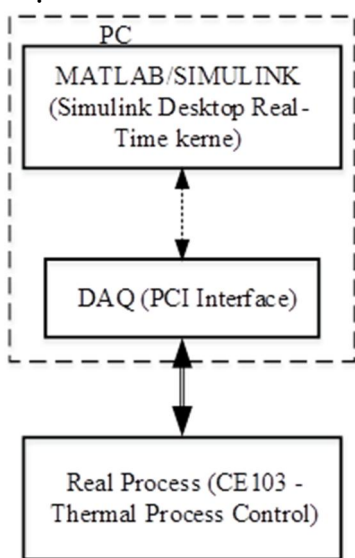 PC
MATLAB/SIMULINK
(Simulink Desktop Real-
Time kerne)
DAQ (PCI Interface)
Real Process (CE103 -
Thermal Process Control)